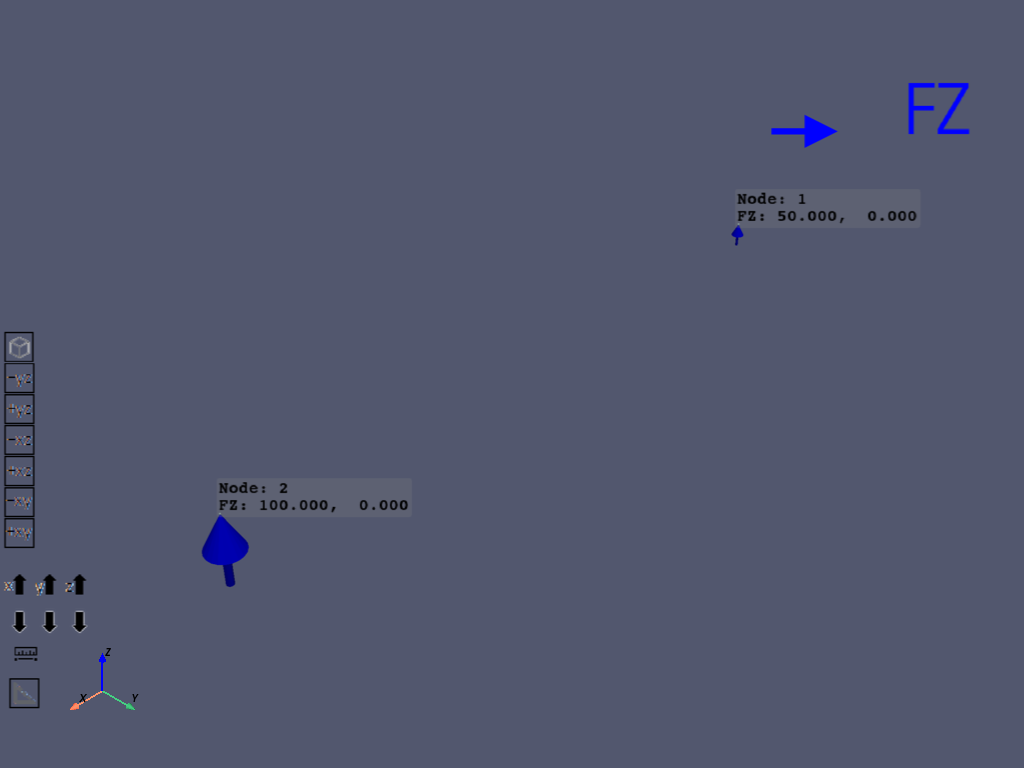 FZ
Node: 1
FZ: 50.000,  0.000
Node: 2
FZ: 100.000,  0.000
-yz
+yz
-xz
+xz
-xy
+xy
x y z
Z
X Y